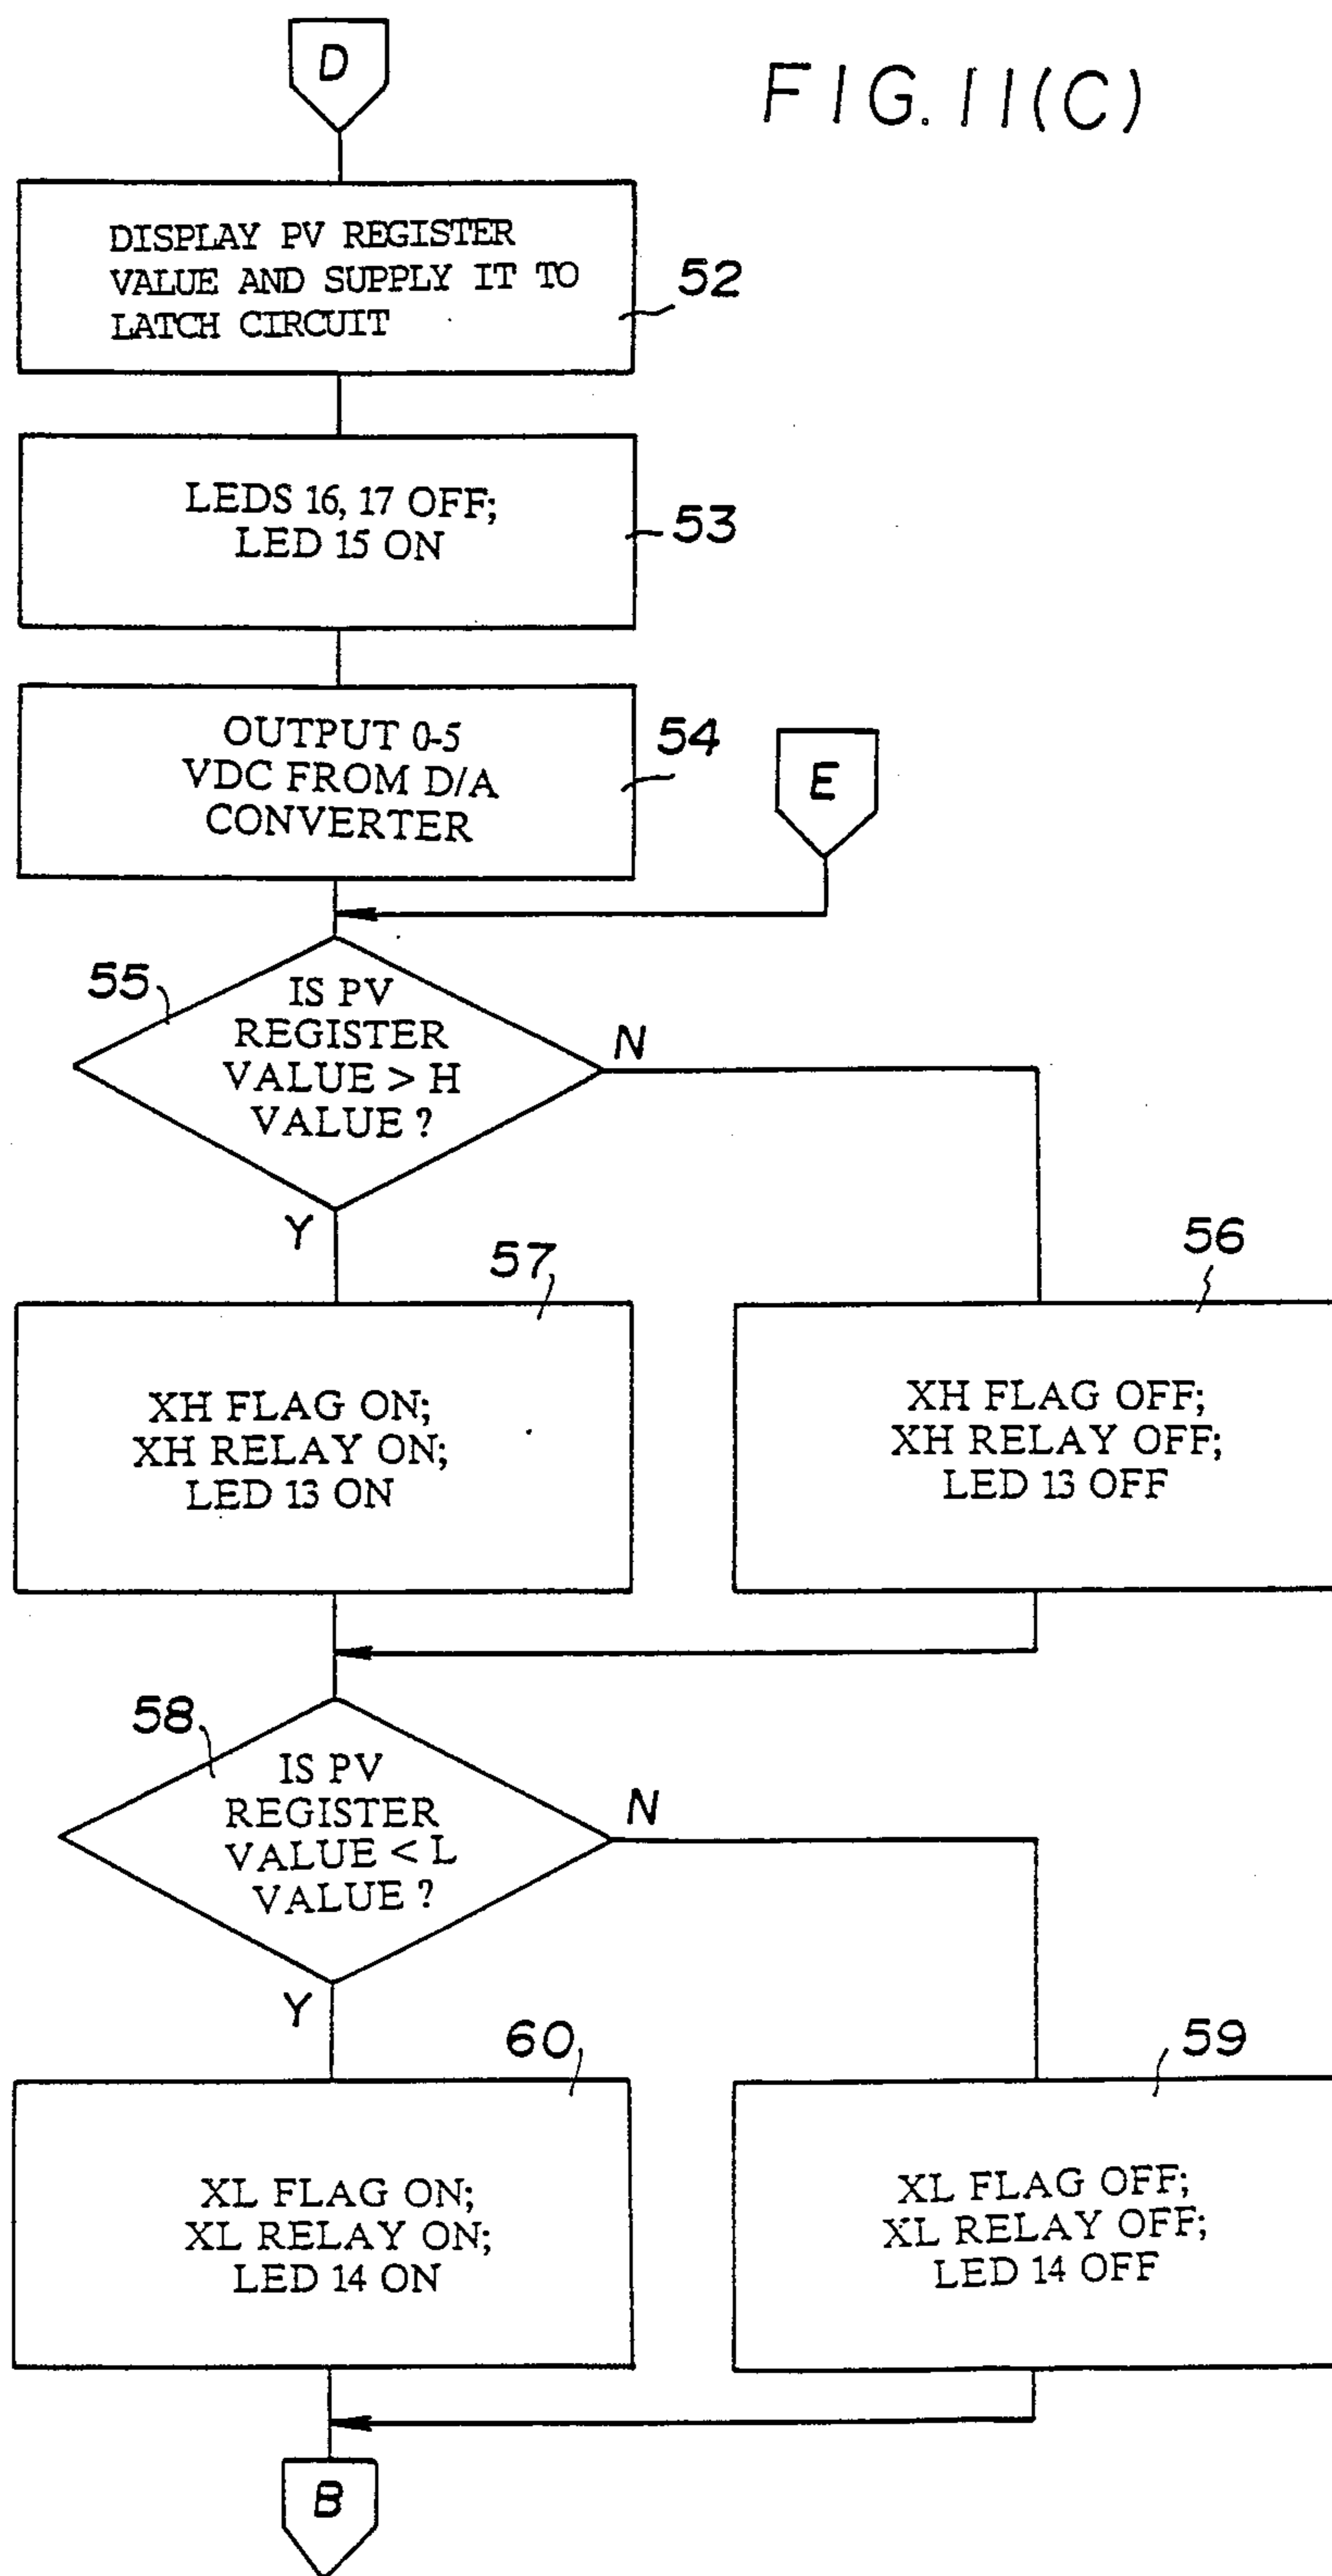 D
FIG. 11(C)
DISPLAY PV REGISTER
VALUE AND SUPPLY IT TO
LATCH CIRCUIT
52
LEDS 16, 17 OFF;
LED 15 ON
53
OUTPUT 0-5
VDC FROM D/A
CONVERTER
54
E
55
IS PV
REGISTER
VALUE > H
VALUE ?
N
Y
57
56
XH FLAG ON;
XH RELAY ON;
LED 13 ON
XH FLAG OFF;
XH RELAY OFF;
LED 13 OFF
58
IS PV
REGISTER
VALUE < L
VALUE ?
N
Y
60
59
XL FLAG ON;
XL RELAY ON;
LED 14 ON
XL FLAG OFF;
XL RELAY OFF;
LED 14 OFF
B